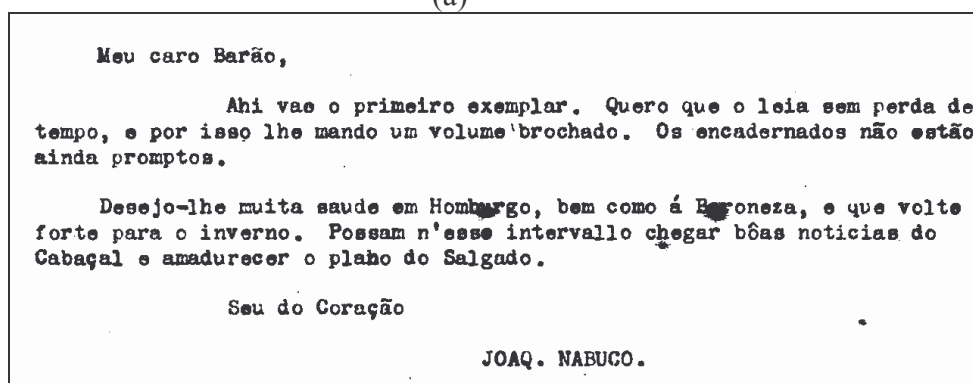 (a)
Meu caro Barão,
Ahi vae o primeiro exemplar. Quero que o leia sem perda de
tempo, e por isso lhe mando um volume brochado. Os encadernados não estão
ainda promptos.
Desejo-lhe muita saude em Homburgo, bem como á Baroneza, e que volte
forte para o inverno. Possam n'esse intervallo chegar bôas noticias do
Cabaçal e amadurecer o plaho do Salgado.
Seu do Coração
JOAQ. NABUCO.